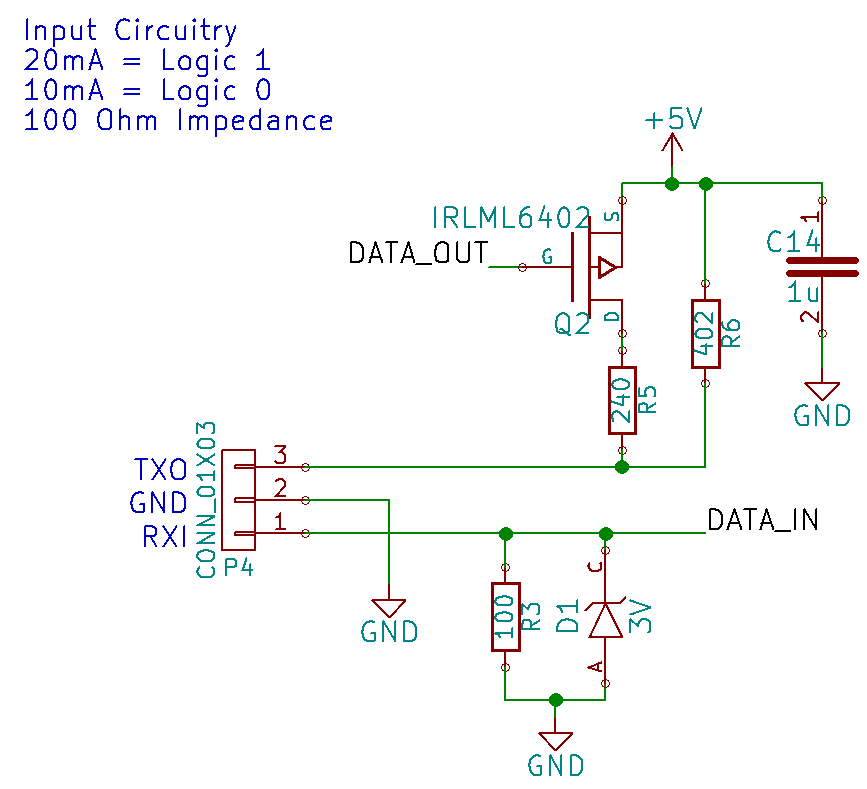 Input Circuitry
20mA = Logic 1
10mA = Logic 0
100 Ohm Impedance
+5V
IRLML6402
S
DATA_OUT
G
Q2
D
C14
1
1u
2
GND
402
R6
240
R5
CONN_01X03
TXO
3
GND
2
RXI
1
P4
GND
DATA_IN
100
R3
D1
C
3V
A
GND